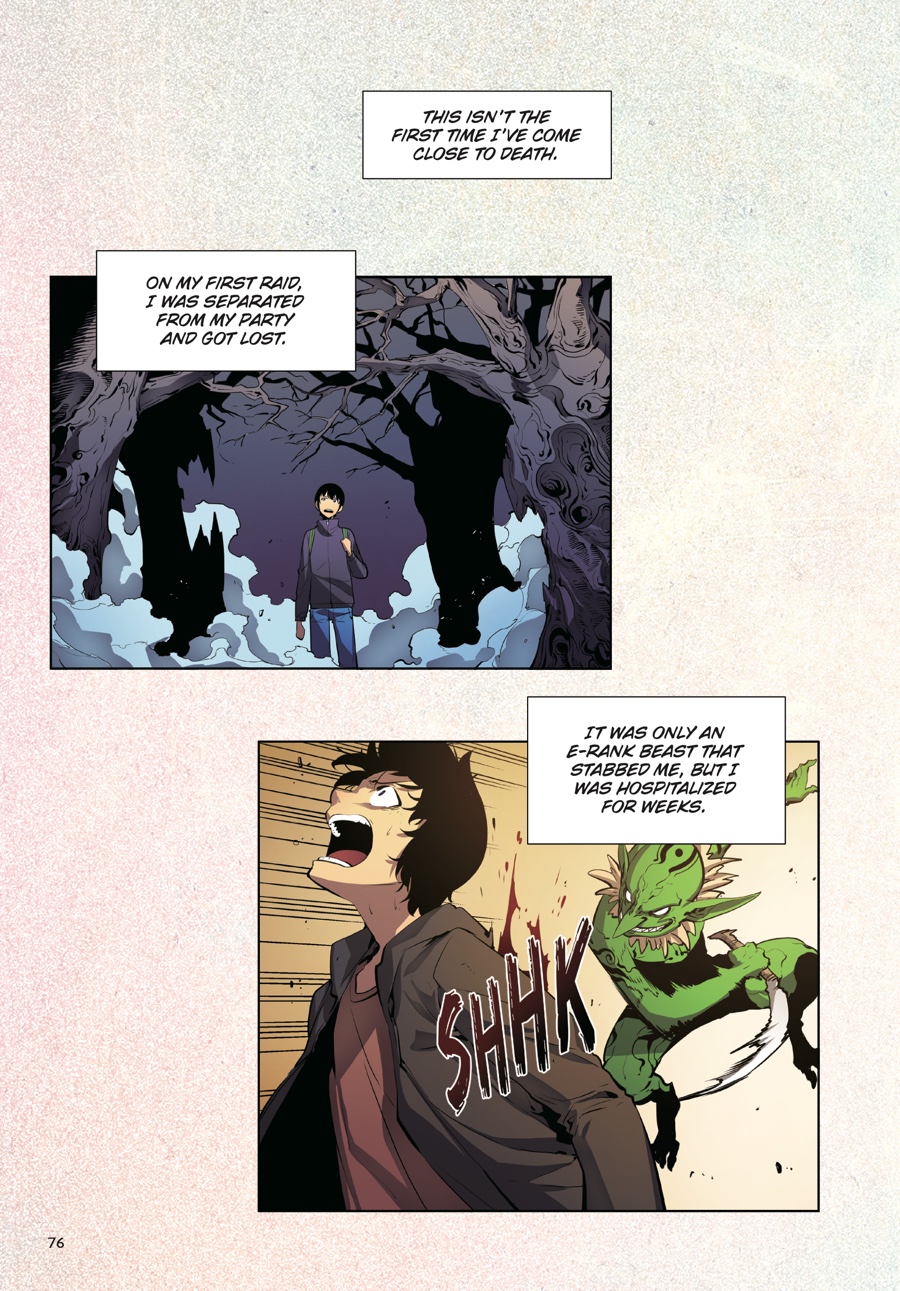 THIS ISN'T THE
FIRST TIME I'VE COME
CLOSE TO DEATH.
ON MY FIRST RAID,
I WAS SEPARATED
FROM MY PARTY
AND GOT LOST.
IT WAS ONLY AN
E-RANK BEAST THAT
STABBED ME, BUT I
WAS HOSPITALIZED
FOR WEEKS.
SHHK
76